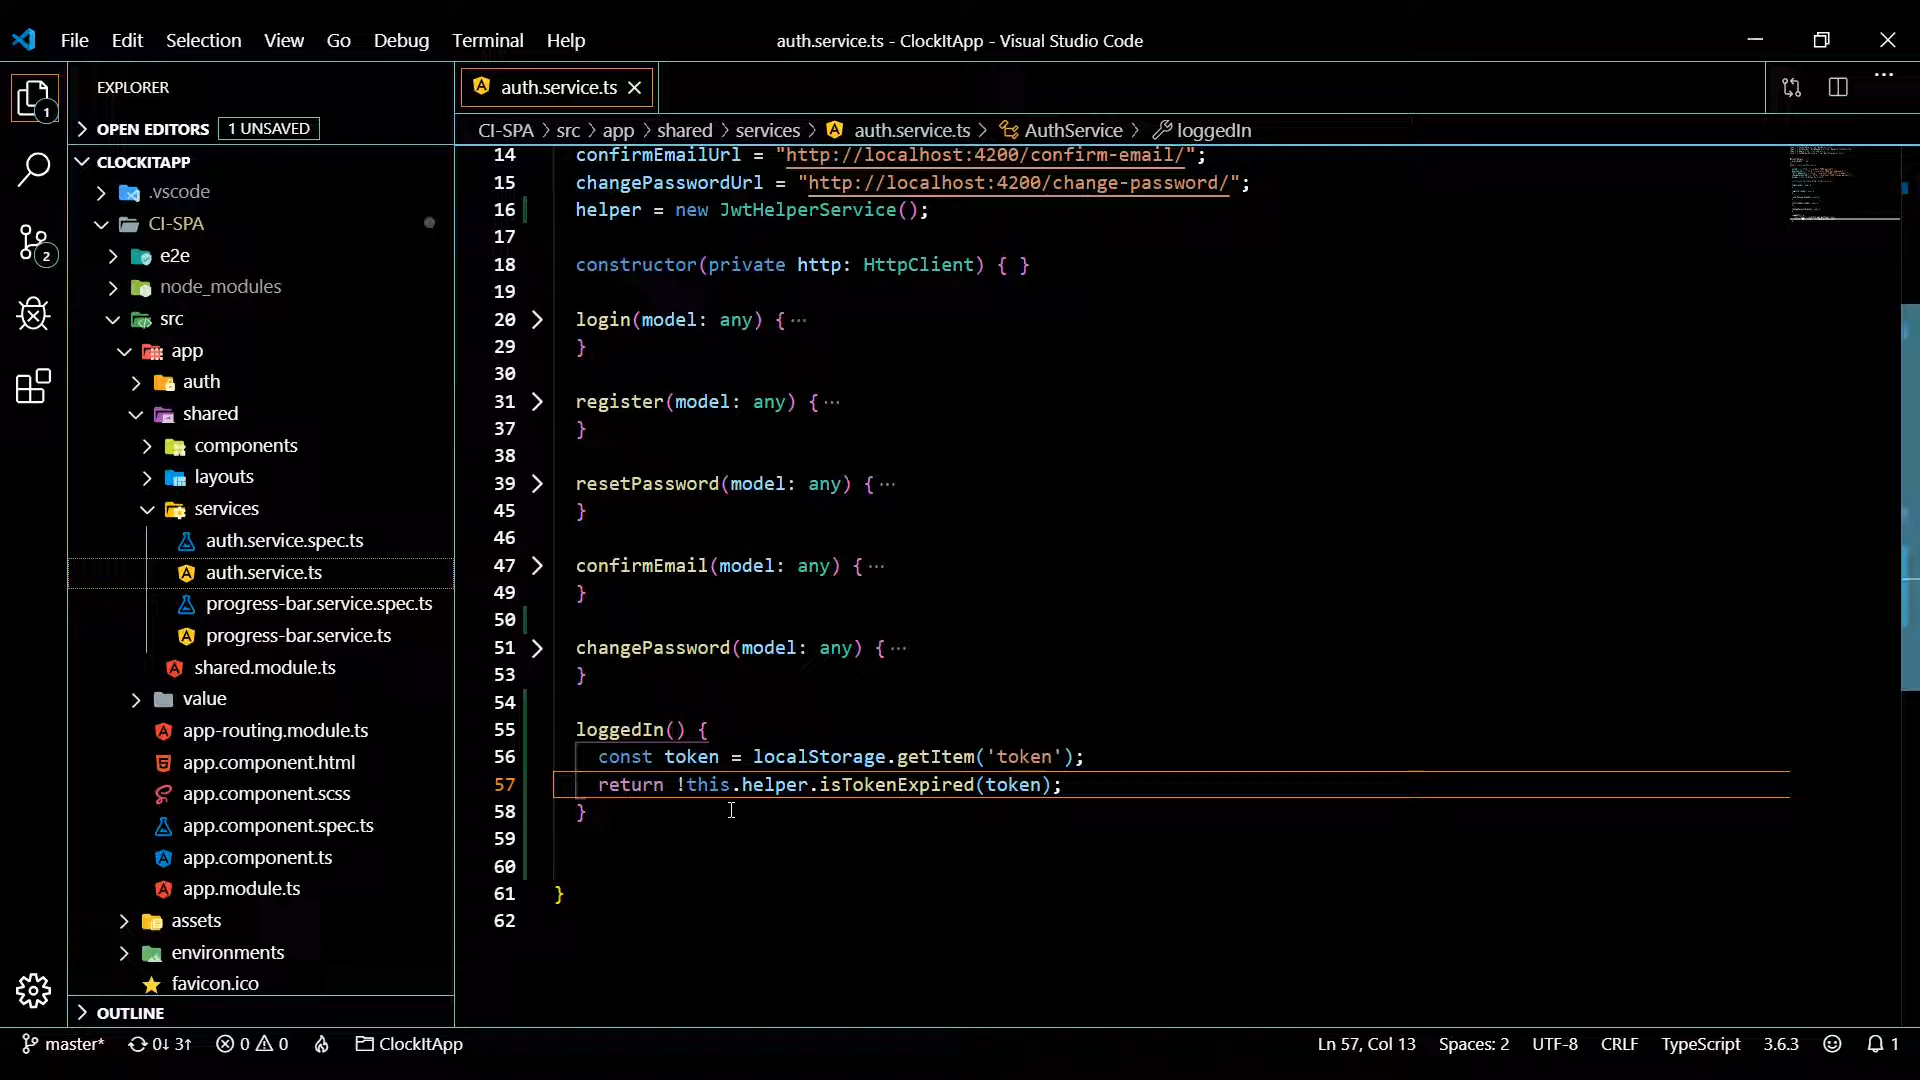 File Edit Selection View Go Debug Terminal Help
auth.service.ts - ClockItApp - Visual Studio Code
1
2
EXPLORER
OPEN EDITORS 1 UNSAVED
CLOCKITAPP
.vscode
CI-SPA
e2e
node_modules
src
app
auth
shared
components
layouts
services
auth.service.spec.ts
auth.service.ts
progress-bar.service.spec.ts
progress-bar.service.ts
shared.module.ts
value
app-routing.module.ts
app.component.html
app.component.scss
app.component.spec.ts
app.component.ts
app.module.ts
assets
environments
favicon.ico
OUTLINE
auth.service.ts
CI-SPA > src > app > shared > services > auth.service.ts > AuthService > loggedIn
14 confirmEmailUrl = "http://localhost:4200/confirm-email/";
15 changePasswordUrl = "http://localhost:4200/change-password/";
16 helper = new JwtHelperService();
17
18 constructor(private http: HttpClient) { }
19
20 login(model: any) {···
29 }
30
31 register(model: any) {···
37 }
38
39 resetPassword(model: any) {···
45 }
46
47 confirmEmail(model: any) {···
49 }
50
51 changePassword(model: any) {···
53 }
54
55 loggedIn() {
56 const token = localStorage.getItem('token');
57 return !this.helper.isTokenExpired(token);
58 }
59
60
61 }
62
master* 0↓ 3↑ 0 0 ClockItApp Ln 57, Col 13 Spaces: 2 UTF-8 CRLF TypeScript 3.6.3 1